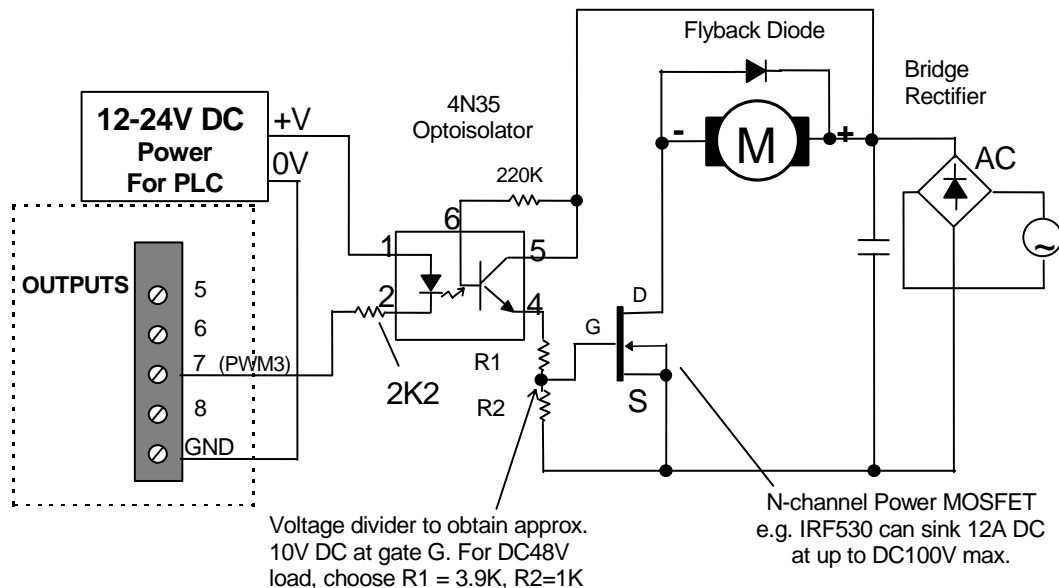 Flyback Diode
Bridge
Rectifier
4N35
Optoisolator
12-24V DC
Power
For PLC
+V
0V
220K
-
M
+
AC
~
6
1
5
2
4
OUTPUTS
5
6
7 (PWM3)
8
GND
2K2
R1
R2
D
G
S
Voltage divider to obtain approx.
10V DC at gate G. For DC48V
load, choose R1 = 3.9K, R2=1K
N-channel Power MOSFET
e.g. IRF530 can sink 12A DC
at up to DC100V max.